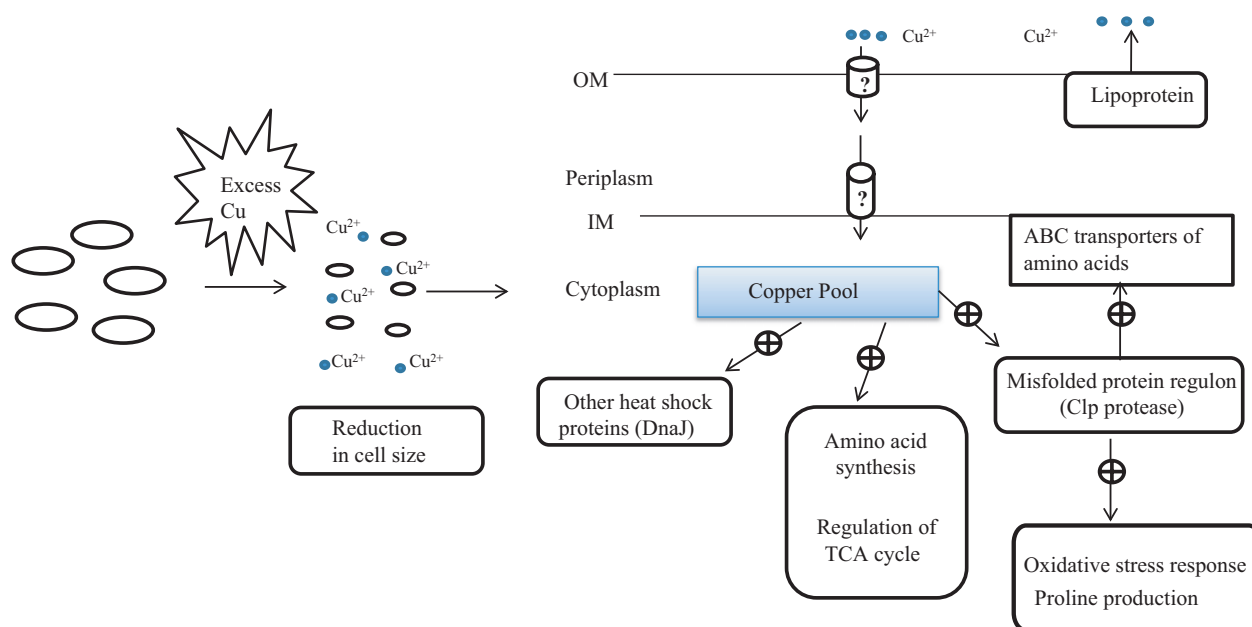 Excess
Cu
Cu²⁺
Cu²⁺
Cu²⁺
Cu²⁺
Cu²⁺
Reduction
in cell size
Cu²⁺
Cu²⁺
OM
?
Lipoprotein
Periplasm
?
IM
ABC transporters of
amino acids
Cytoplasm
Copper Pool
Other heat shock
proteins (DnaJ)
Amino acid
synthesis
Regulation of
TCA cycle
Misfolded protein regulon
(Clp protease)
Oxidative stress response
Proline production